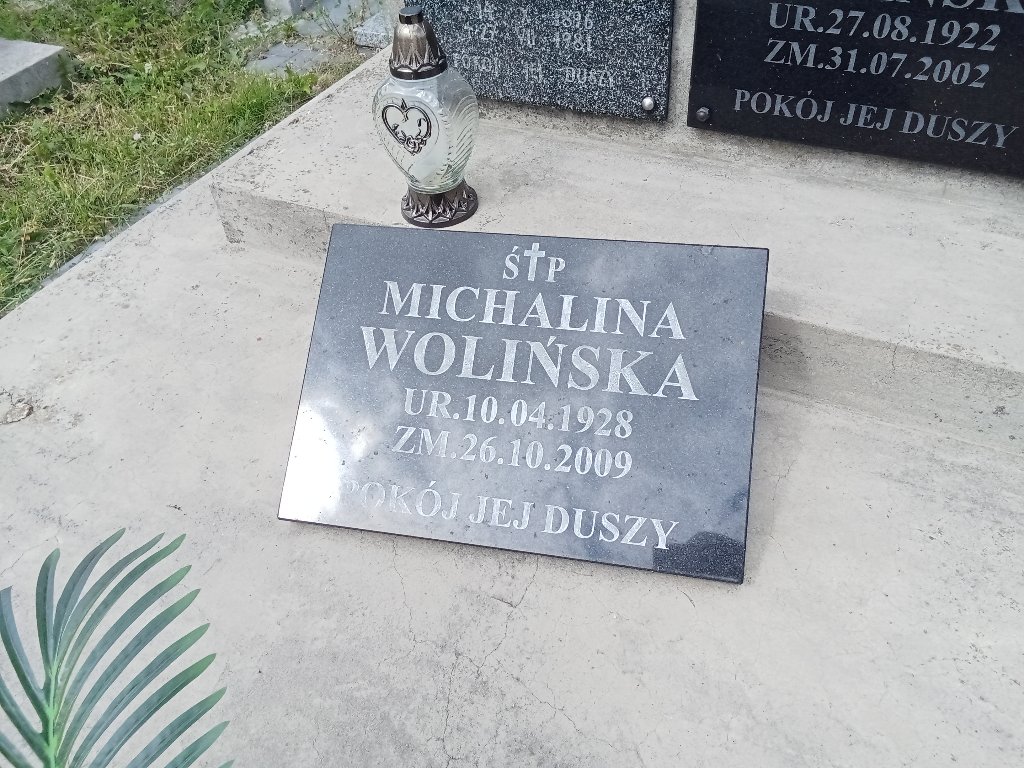 DUSZY
UR.27.08.1922
ZM.31.07.2002
POKÓJ JEJ DUSZY
Ś†P
MICHALINA
WOLIŃSKA
UR.10.04.1928
ZM.26.10.2009
POKÓJ JEJ DUSZY